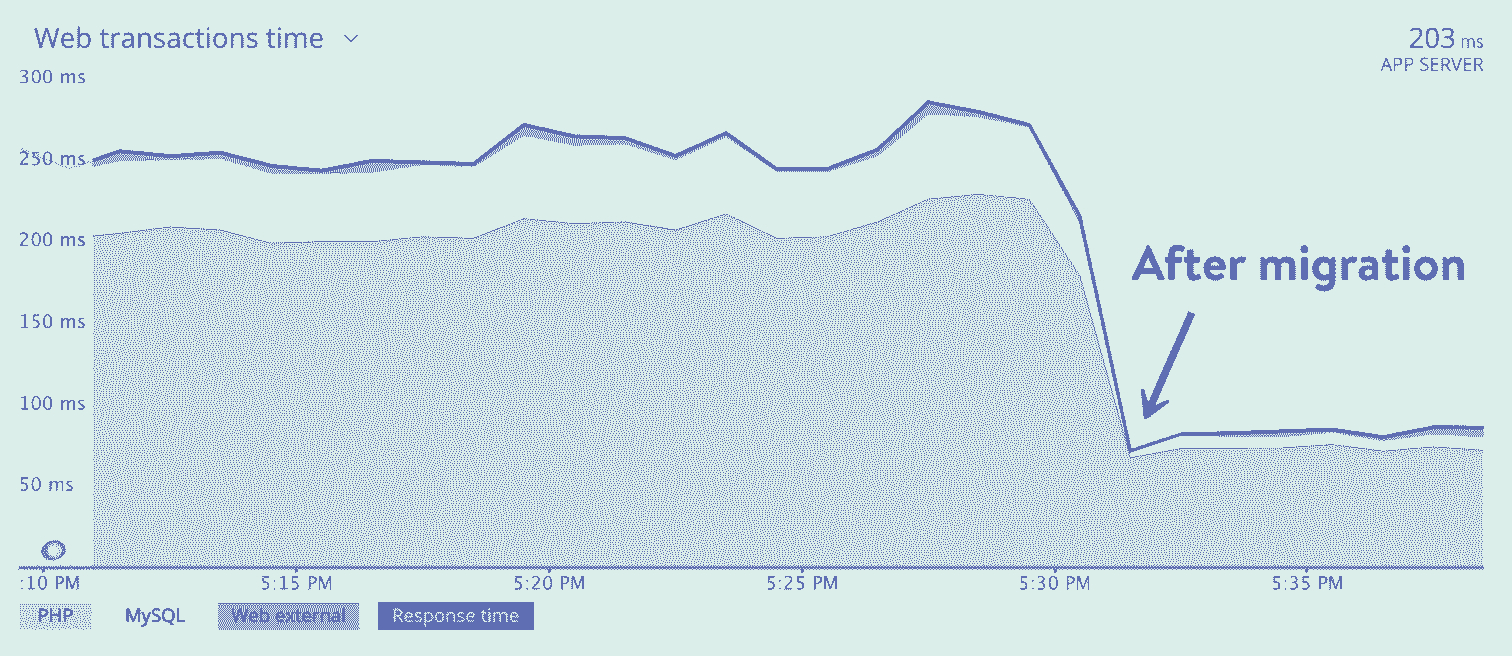 Web transactions time
203 ms
APP SERVER
300 ms
250 ms
200 ms
150 ms
100 ms
50 ms
After migration
:10 PM 5:15 PM 5:20 PM 5:25 PM 5:30 PM 5:35 PM
PHP MySQL Web external Response time